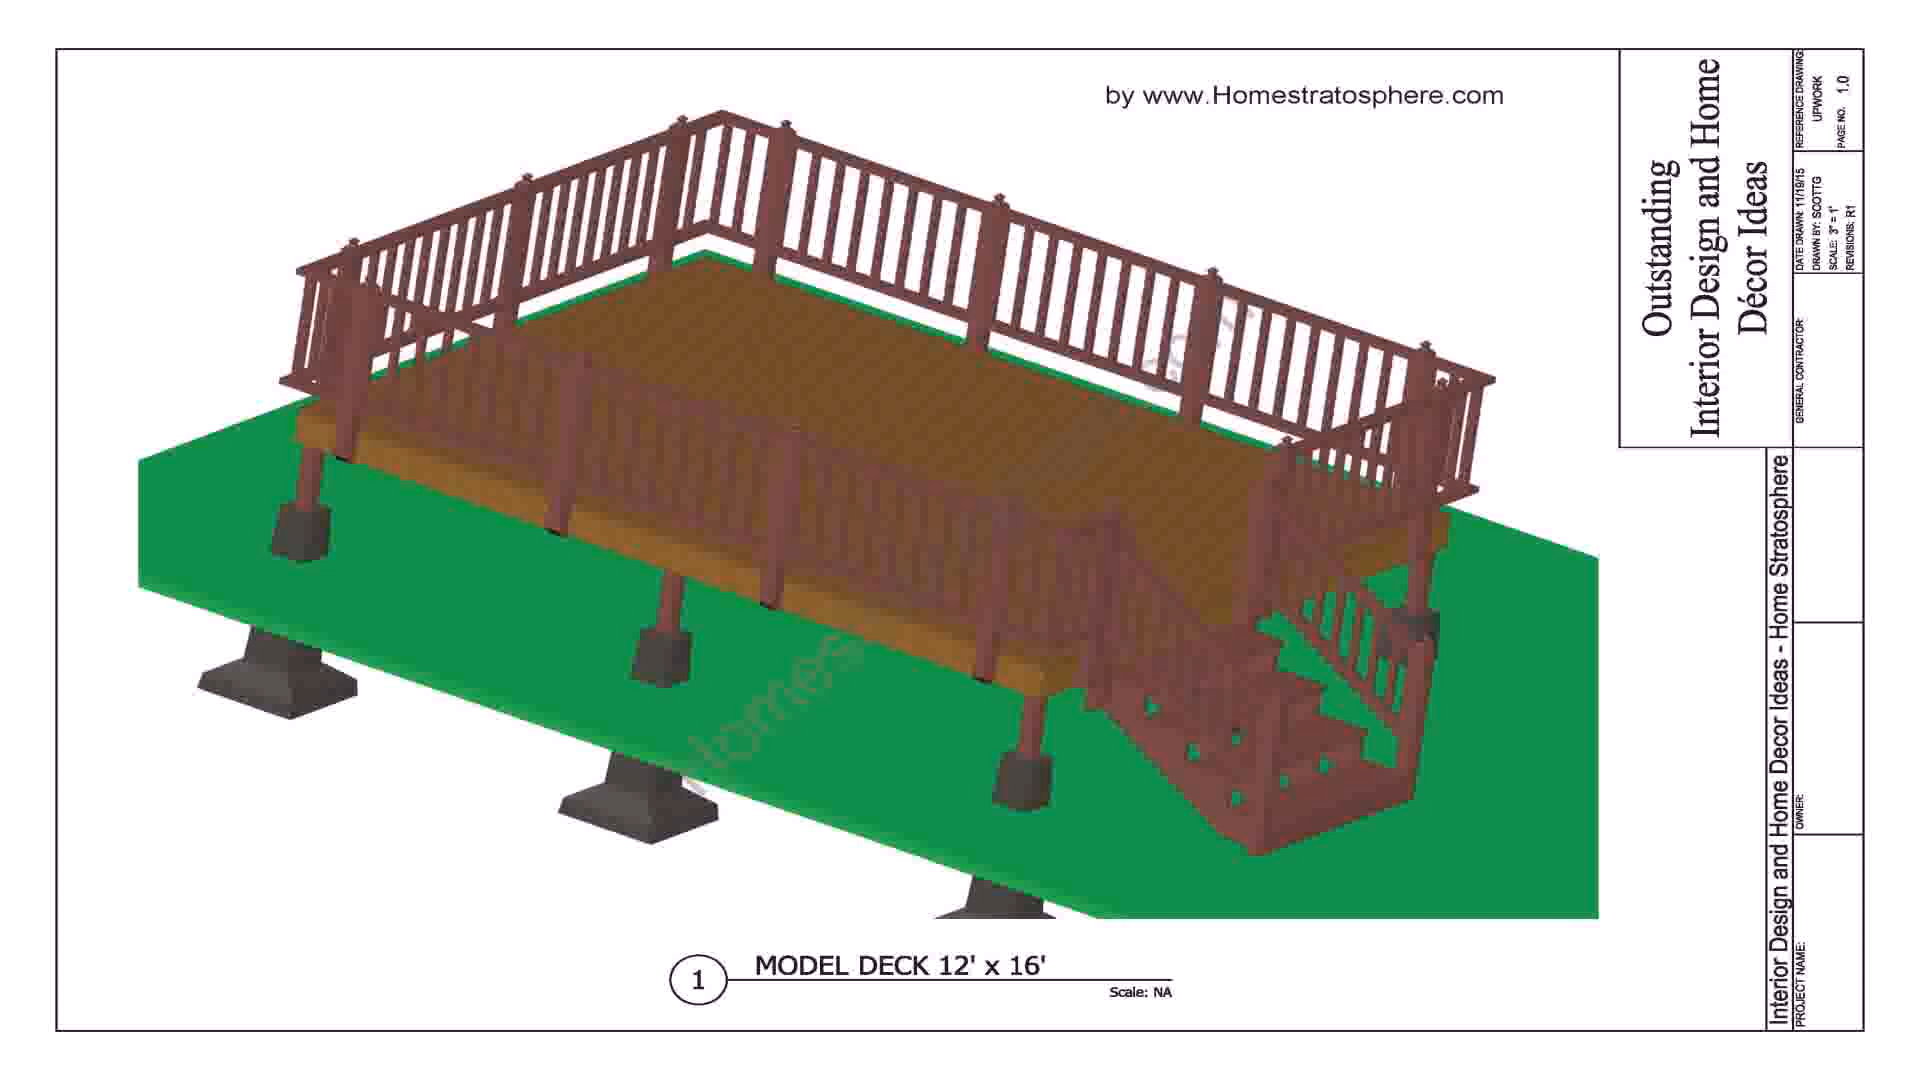 by www.Homestratosphere.com
Outstanding
Interior Design and Home
Décor Ideas
REFERENCE DRAWING:
UPWORK
PAGE NO. 1.0
DATE DRAWN: 11/19/15
DRAWN BY: SCOTTG
SCALE: 3" = 1'
REVISIONS: R1
GENERAL CONTRACTOR:
Interior Design and Home Decor Ideas - Home Stratosphere
OWNER:
PROJECT NAME:
Homes
1
MODEL DECK 12' x 16'
Scale: NA